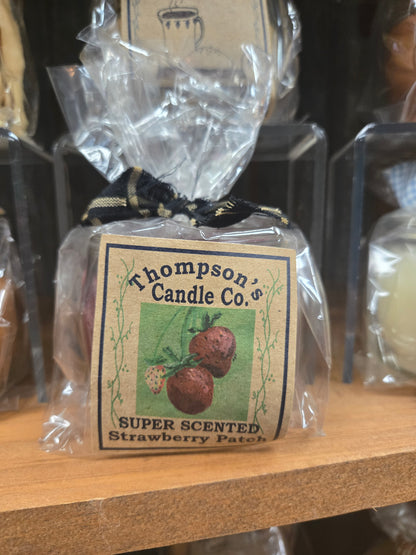 Thompson's
Candle Co.
SUPER SCENTED
Strawberry Patch